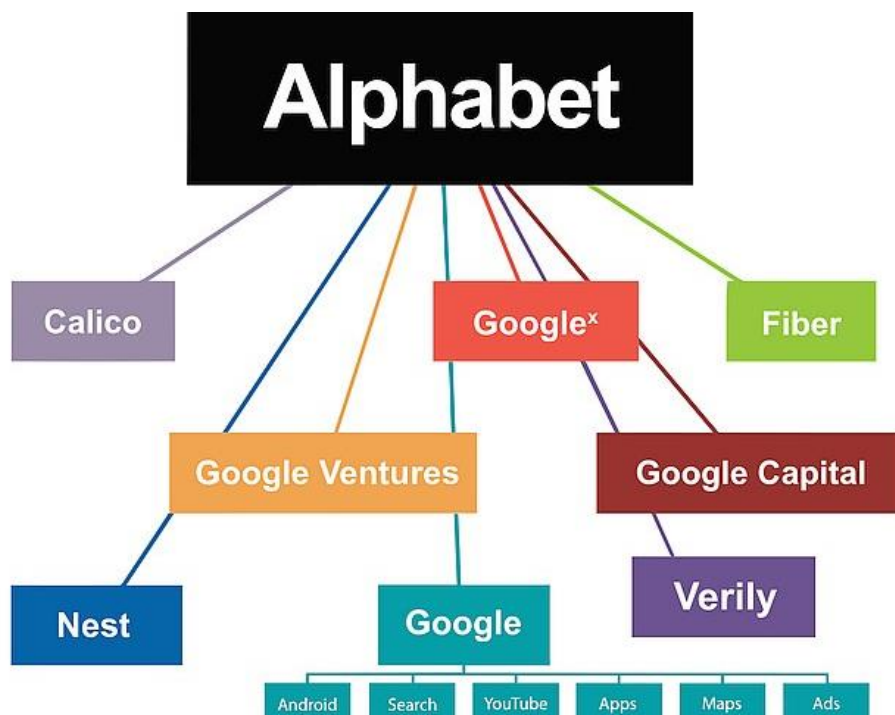 Alphabet
Calico
Googleˣ
Fiber
Google Ventures
Google Capital
Nest
Google
Verily
Android
Search
YouTube
Apps
Maps
Ads